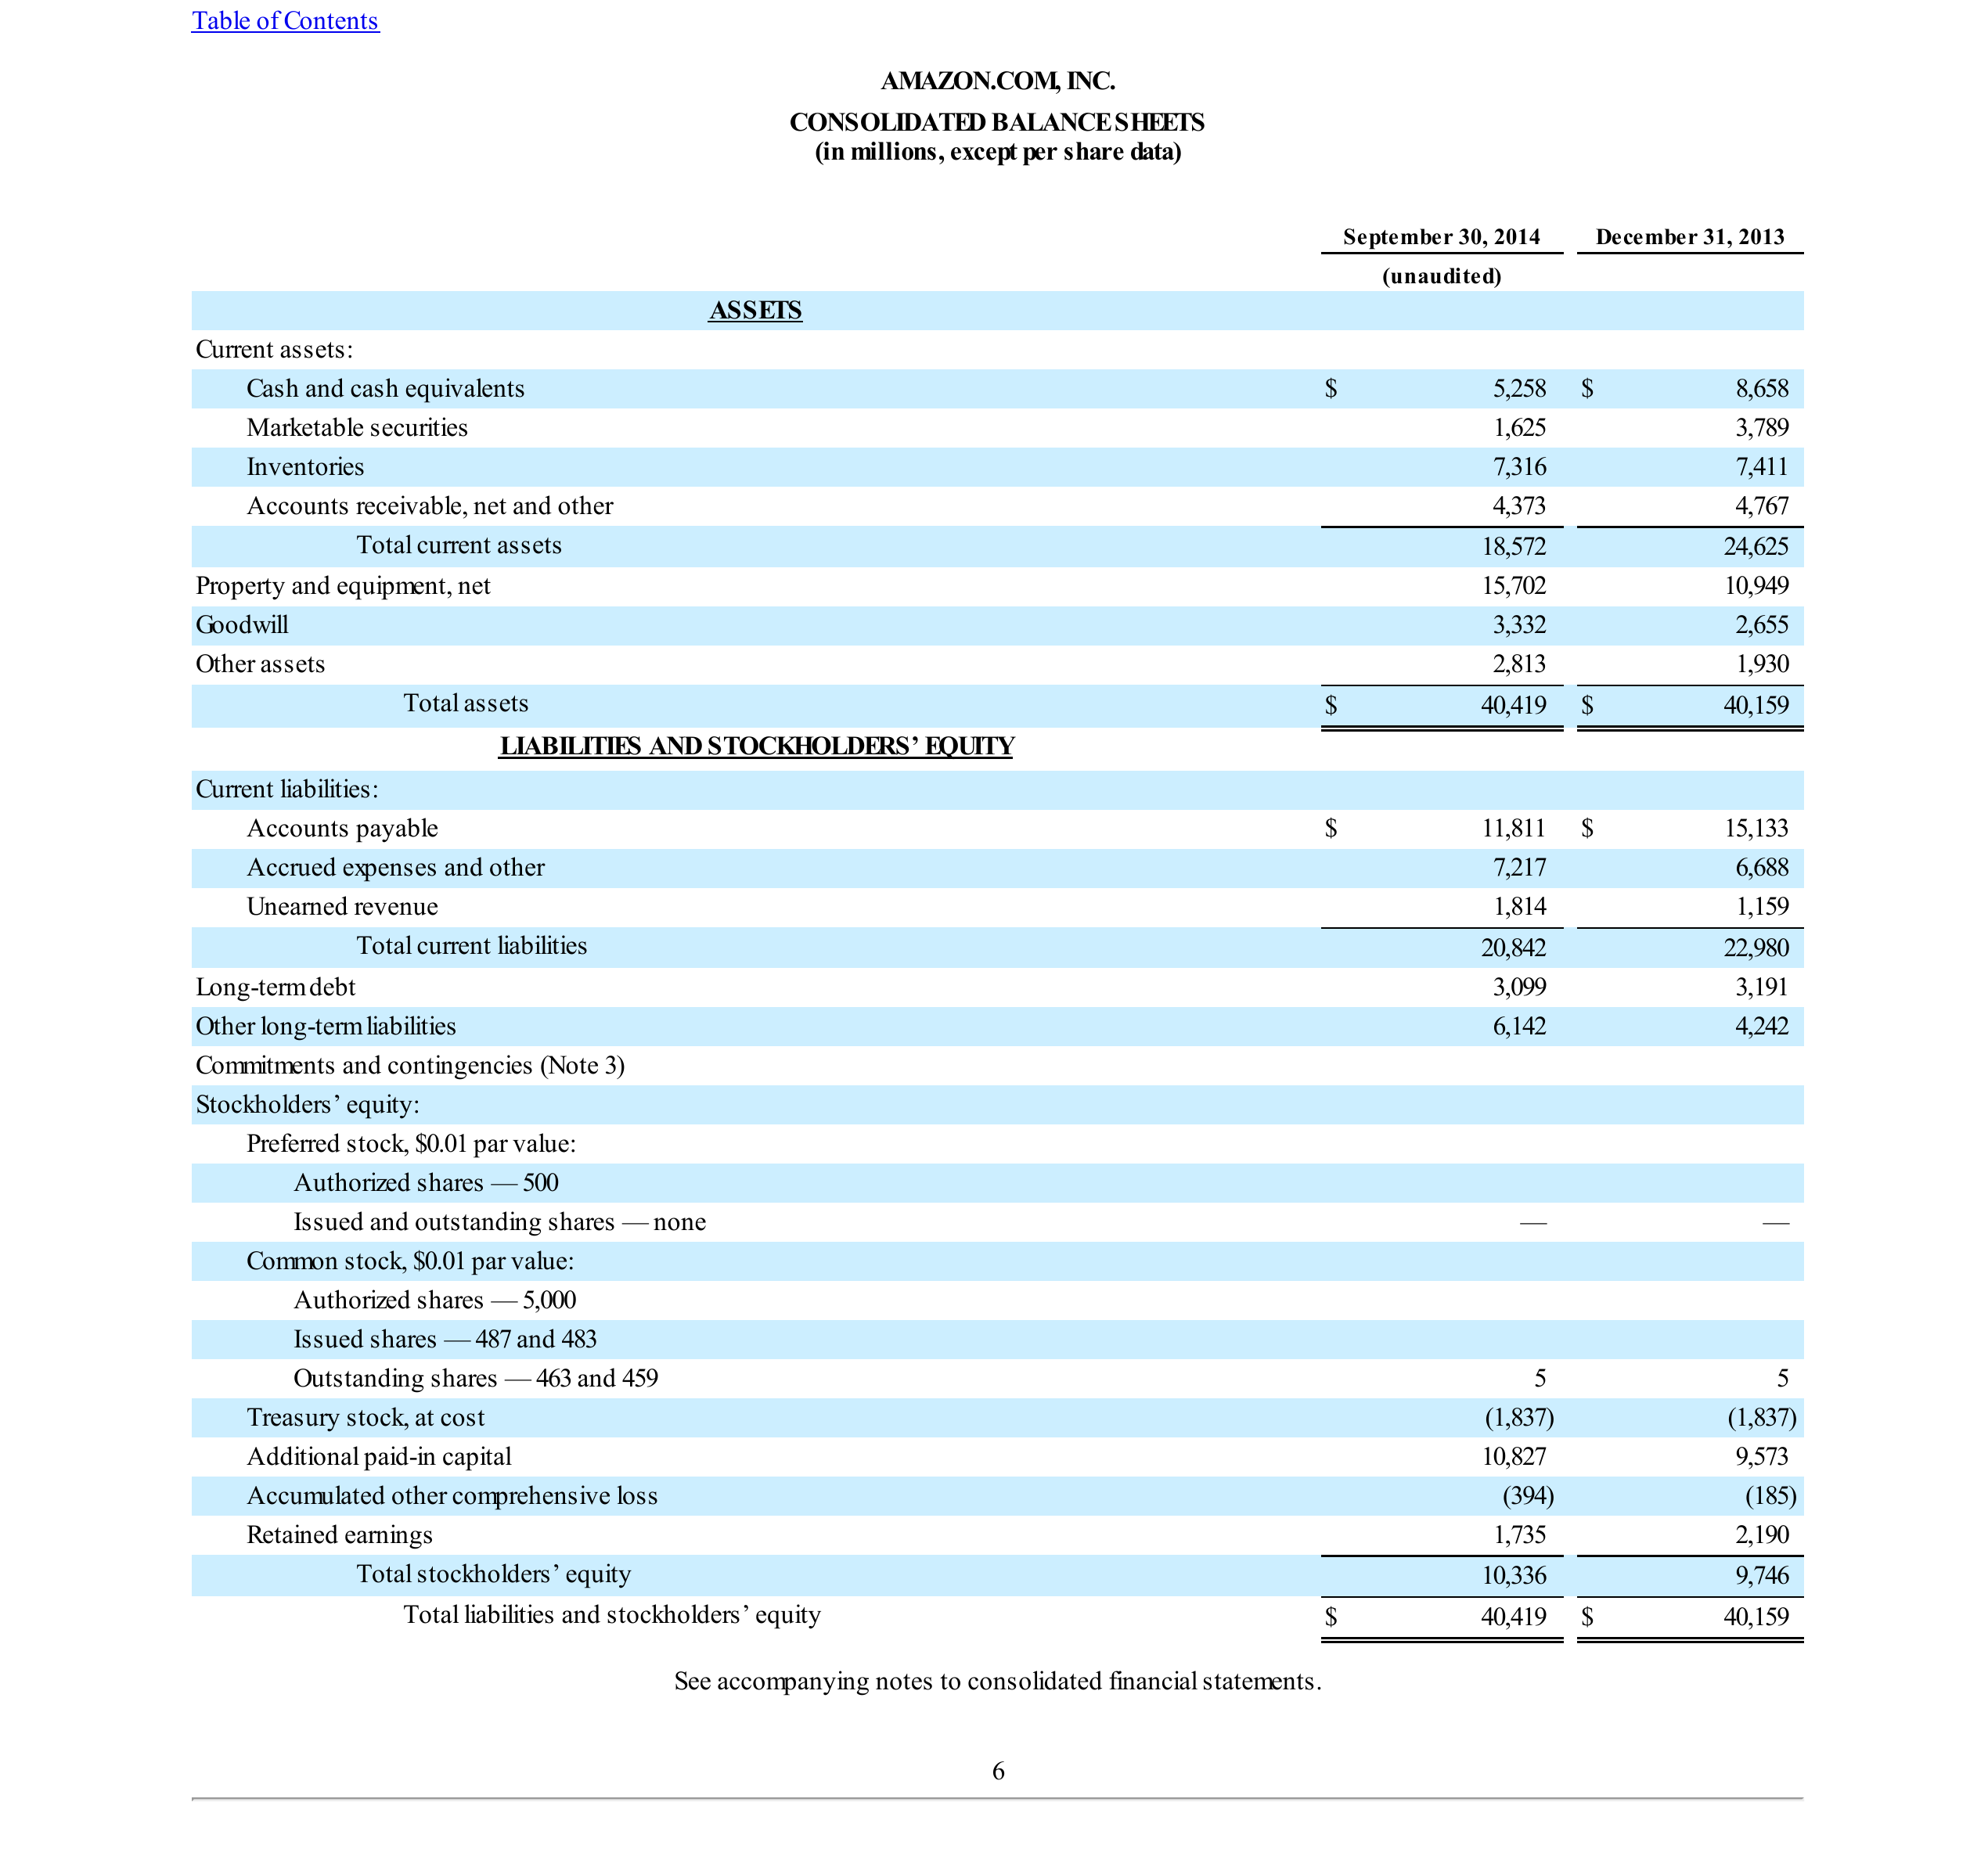 Table of Contents
AMAZON.COM, INC.
CONSOLIDATED BALANCE SHEETS
(in millions, except per share data)
September 30, 2014 December 31, 2013
(unaudited)
ASSETS
Current assets:
Cash and cash equivalents $ 5,258 $ 8,658
Marketable securities 1,625 3,789
Inventories 7,316 7,411
Accounts receivable, net and other 4,373 4,767
Total current assets 18,572 24,625
Property and equipment, net 15,702 10,949
Goodwill 3,332 2,655
Other assets 2,813 1,930
Total assets $ 40,419 $ 40,159
LIABILITIES AND STOCKHOLDERS’ EQUITY
Current liabilities:
Accounts payable $ 11,811 $ 15,133
Accrued expenses and other 7,217 6,688
Unearned revenue 1,814 1,159
Total current liabilities 20,842 22,980
Long-term debt 3,099 3,191
Other long-term liabilities 6,142 4,242
Commitments and contingencies (Note 3)
Stockholders’ equity:
Preferred stock, $0.01 par value:
Authorized shares — 500
Issued and outstanding shares — none — —
Common stock, $0.01 par value:
Authorized shares — 5,000
Issued shares — 487 and 483
Outstanding shares — 463 and 459 5 5
Treasury stock, at cost (1,837) (1,837)
Additional paid-in capital 10,827 9,573
Accumulated other comprehensive loss (394) (185)
Retained earnings 1,735 2,190
Total stockholders’ equity 10,336 9,746
Total liabilities and stockholders’ equity $ 40,419 $ 40,159
See accompanying notes to consolidated financial statements.
6